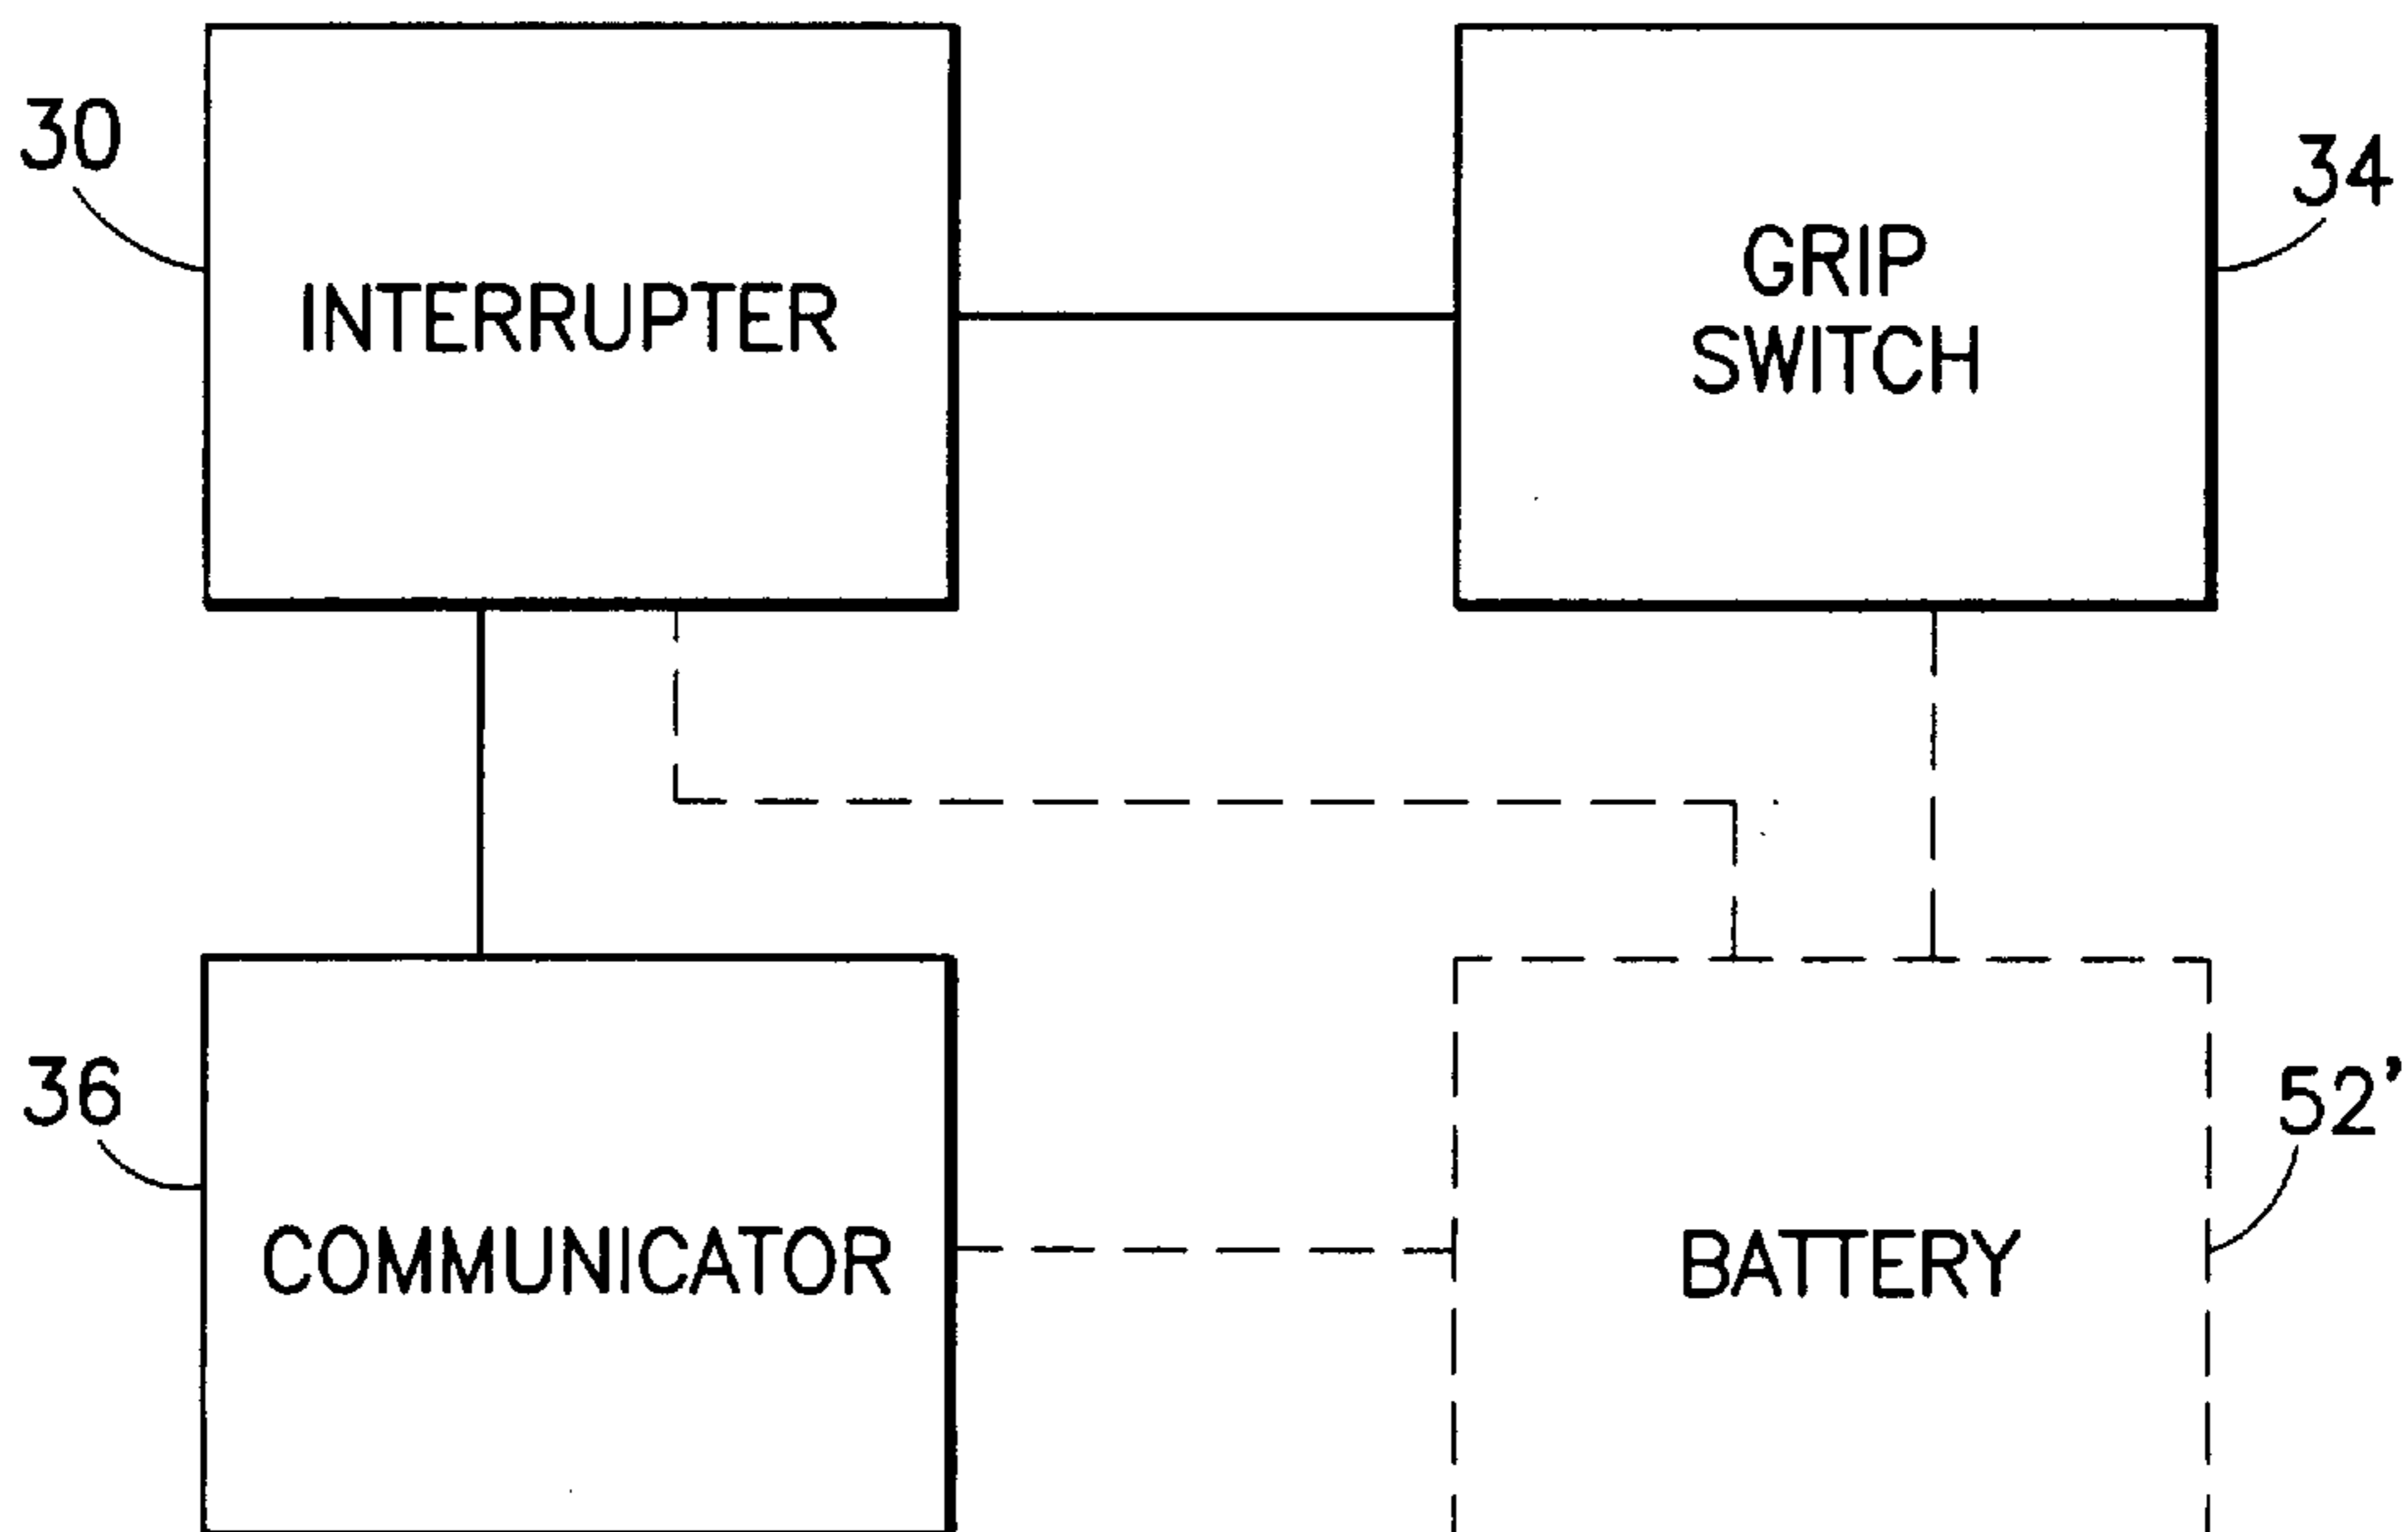 30
INTERRUPTER
GRIP
SWITCH
34
36
COMMUNICATOR
BATTERY
52'